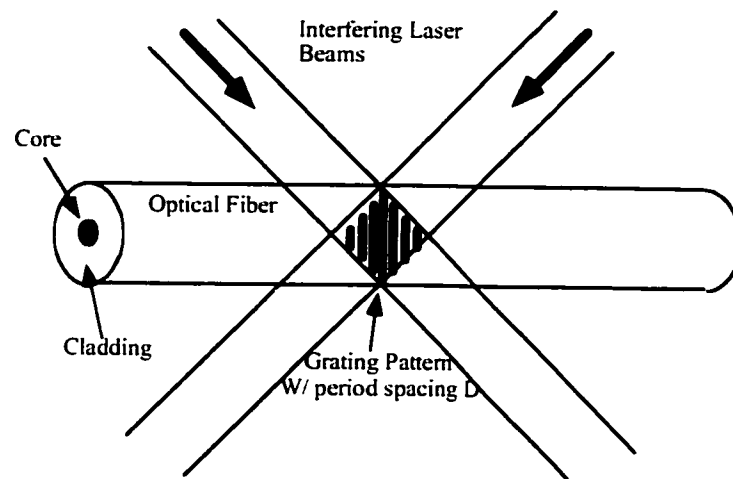 Interfering Laser
Beams
Core
Optical Fiber
Cladding
Grating Pattern
W/ period spacing D